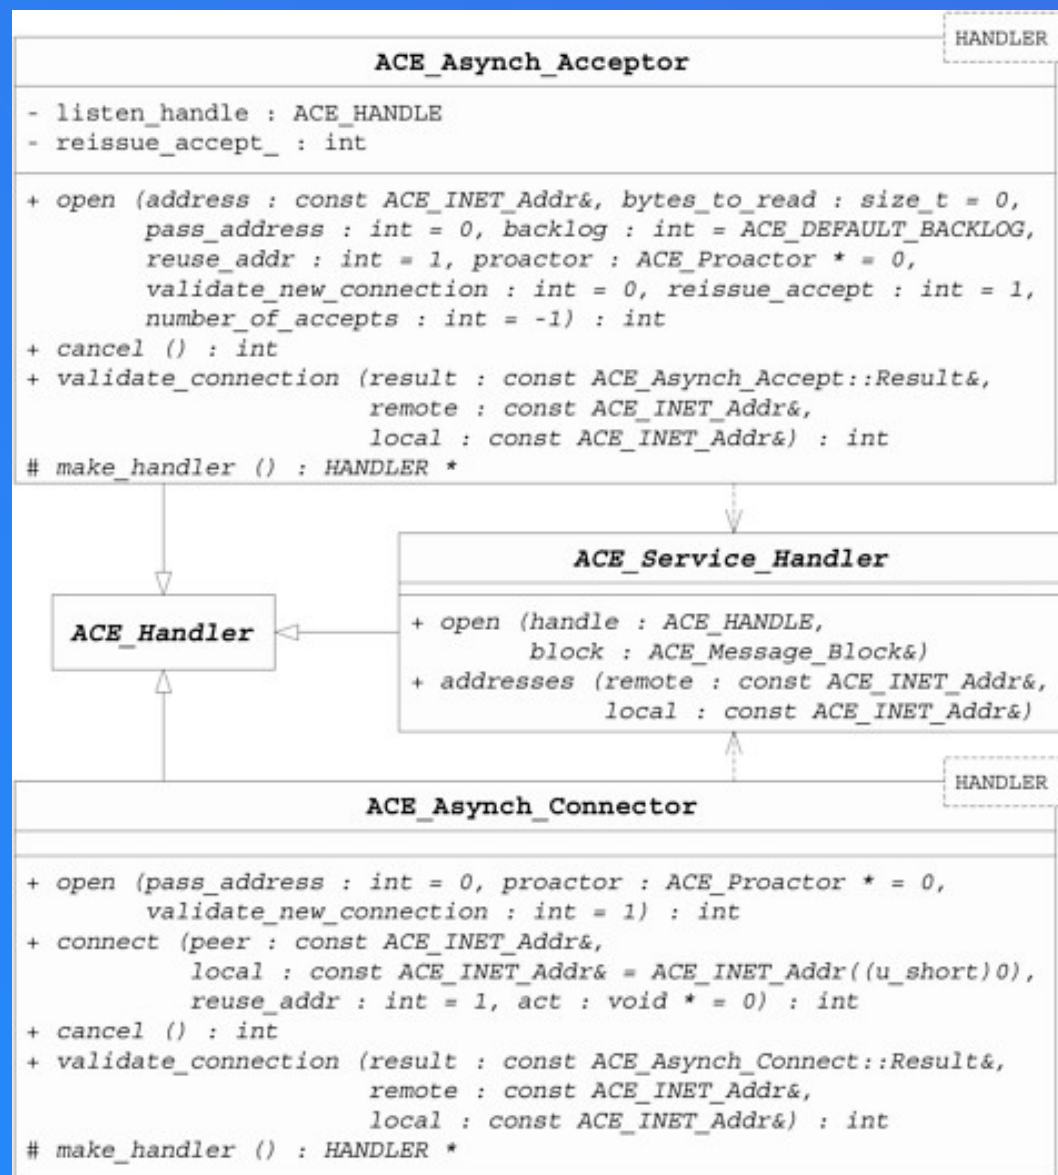 HANDLER
ACE_Asynch_Acceptor
- listen_handle : ACE_HANDLE
- reissue_accept_ : int
+ open (address : const ACE_INET_Addr&, bytes_to_read : size_t = 0,
pass_address : int = 0, backlog : int = ACE_DEFAULT_BACKLOG,
reuse_addr : int = 1, proactor : ACE_Proactor * = 0,
validate_new_connection : int = 0, reissue_accept : int = 1,
number_of_accepts : int = -1) : int
+ cancel () : int
+ validate_connection (result : const ACE_Asynch_Accept::Result&,
remote : const ACE_INET_Addr&,
local : const ACE_INET_Addr&) : int
# make_handler () : HANDLER *
ACE_Service_Handler
+ open (handle : ACE_HANDLE,
block : ACE_Message_Block&)
+ addresses (remote : const ACE_INET_Addr&,
local : const ACE_INET_Addr&)
ACE_Handler
HANDLER
ACE_Asynch_Connector
+ open (pass_address : int = 0, proactor : ACE_Proactor * = 0,
validate_new_connection : int = 1) : int
+ connect (peer : const ACE_INET_Addr&,
local : const ACE_INET_Addr& = ACE_INET_Addr((u_short)0),
reuse_addr : int = 1, act : void * = 0) : int
+ cancel () : int
+ validate_connection (result : const ACE_Asynch_Connect::Result&,
remote : const ACE_INET_Addr&,
local : const ACE_INET_Addr&) : int
# make_handler () : HANDLER *